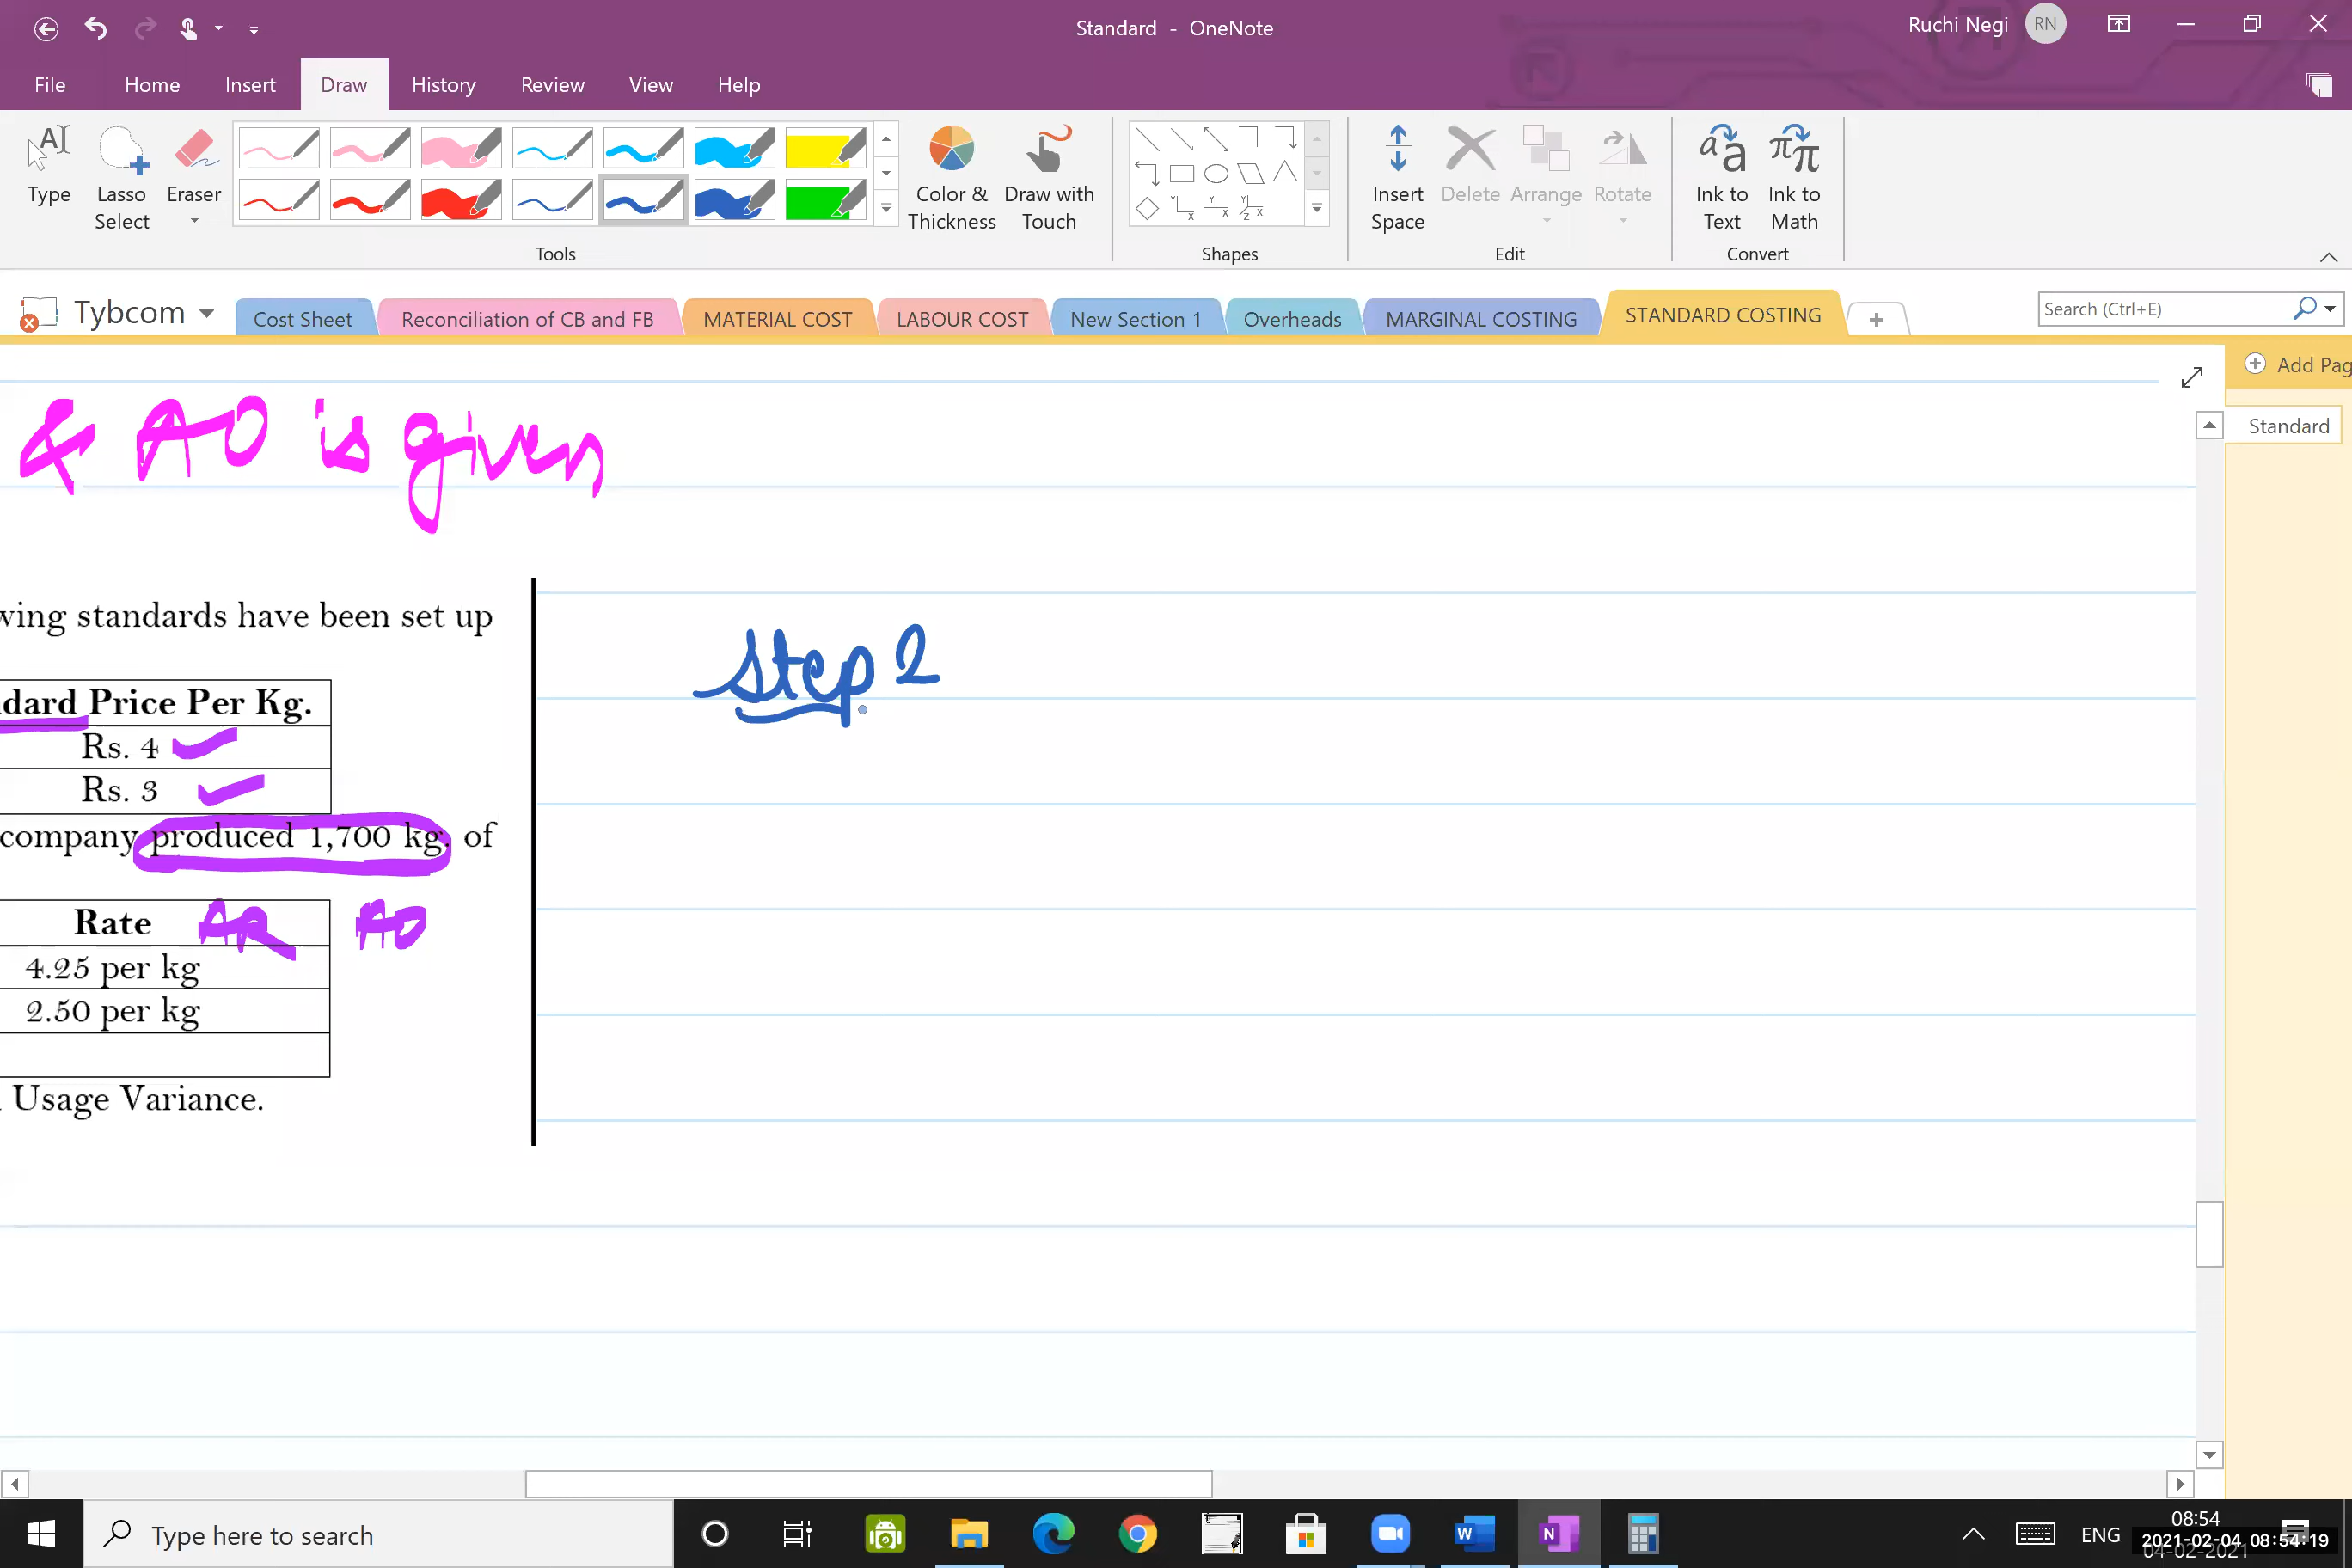 Standard - OneNote
Ruchi Negi
RN
File
Home
Insert
Draw
History
Review
View
Help
Type
Lasso
Select
Eraser
Color &
Thickness
Draw with
Touch
Insert
Space
Delete
Arrange
Rotate
Ink to
Text
Ink to
Math
Tools
Shapes
Edit
Convert
Tybcom
Cost Sheet
Reconciliation of CB and FB
MATERIAL COST
LABOUR COST
New Section 1
Overheads
MARGINAL COSTING
STANDARD COSTING
Search (Ctrl+E)
Add Pag
Standard
& AO is given
wing standards have been set up
dard Price Per Kg.
Rs. 4
Rs. 3
company produced 1,700 kg. of
Rate AR AO
4.25 per kg
2.50 per kg
Usage Variance.
Step 2
Type here to search
ENG
08:54
2021-02-04 08:54:19
04-02-2021